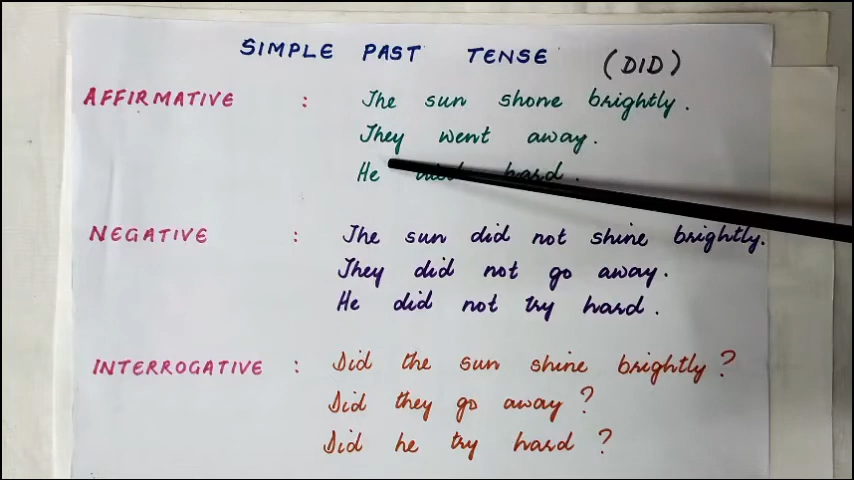 SIMPLE PAST TENSE (DID)
AFFIRMATIVE : The sun shone brightly.
They went away.
He hard.
NEGATIVE : The sun did not shine brightly.
They did not go away.
He did not try hard.
INTERROGATIVE : Did the sun shine brightly?
Did they go away?
Did he try hard?